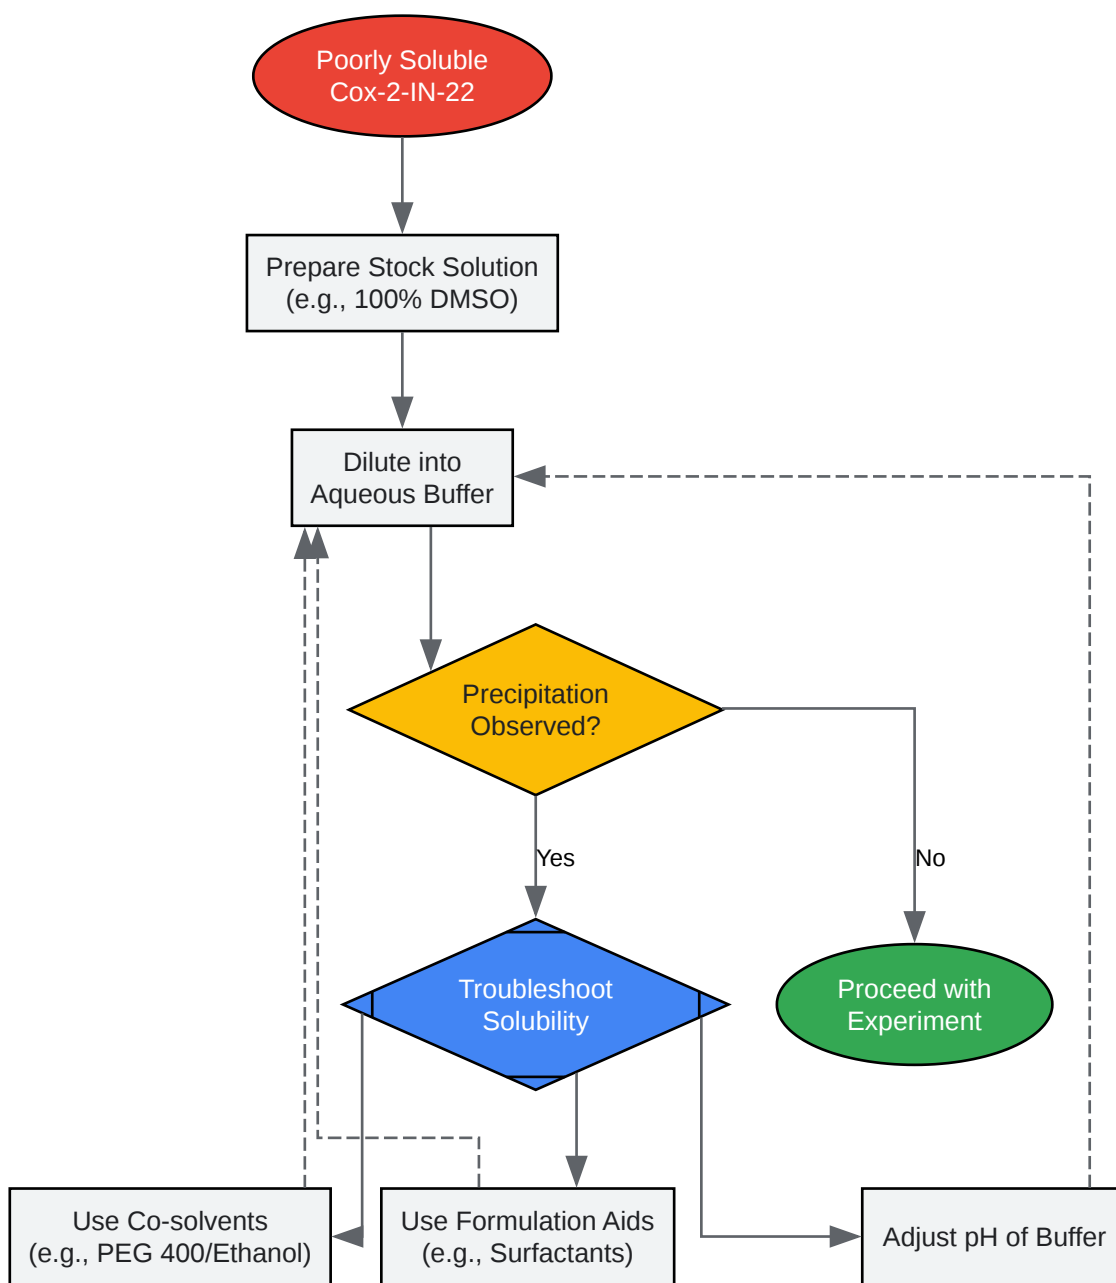 Poorly Soluble
Cox-2-IN-22
Prepare Stock Solution
(e.g., 100% DMSO)
Dilute into
Aqueous Buffer
Precipitation
Observed?
Yes
No
Troubleshoot
Solubility
Proceed with
Experiment
Use Co-solvents
(e.g., PEG 400/Ethanol)
Use Formulation Aids
(e.g., Surfactants)
Adjust pH of Buffer